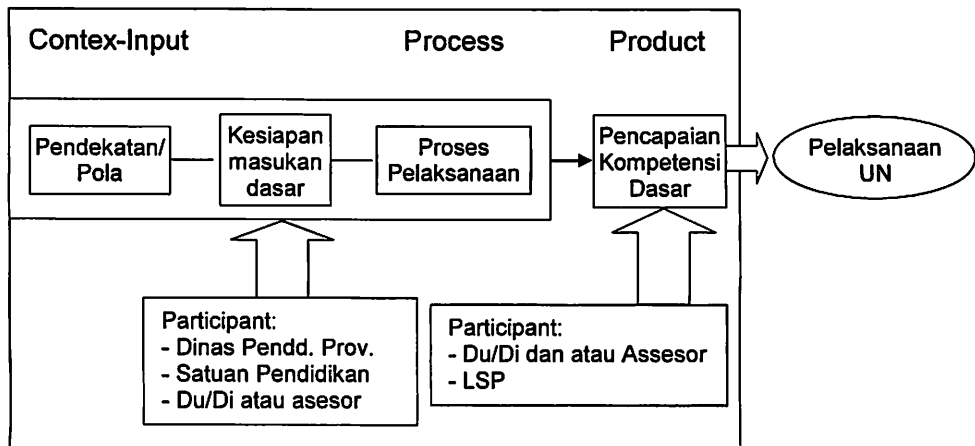 Contex-Input
Process
Product
Pendekatan/
Pola
Kesiapan
masukan
dasar
Proses
Pelaksanaan
Pencapaian
Kompetensi
Dasar
Pelaksanaan
UN
Participant:
- Dinas Pendd. Prov.
- Satuan Pendidikan
- Du/Di atau asesor
Participant:
- Du/Di dan atau Assesor
- LSP